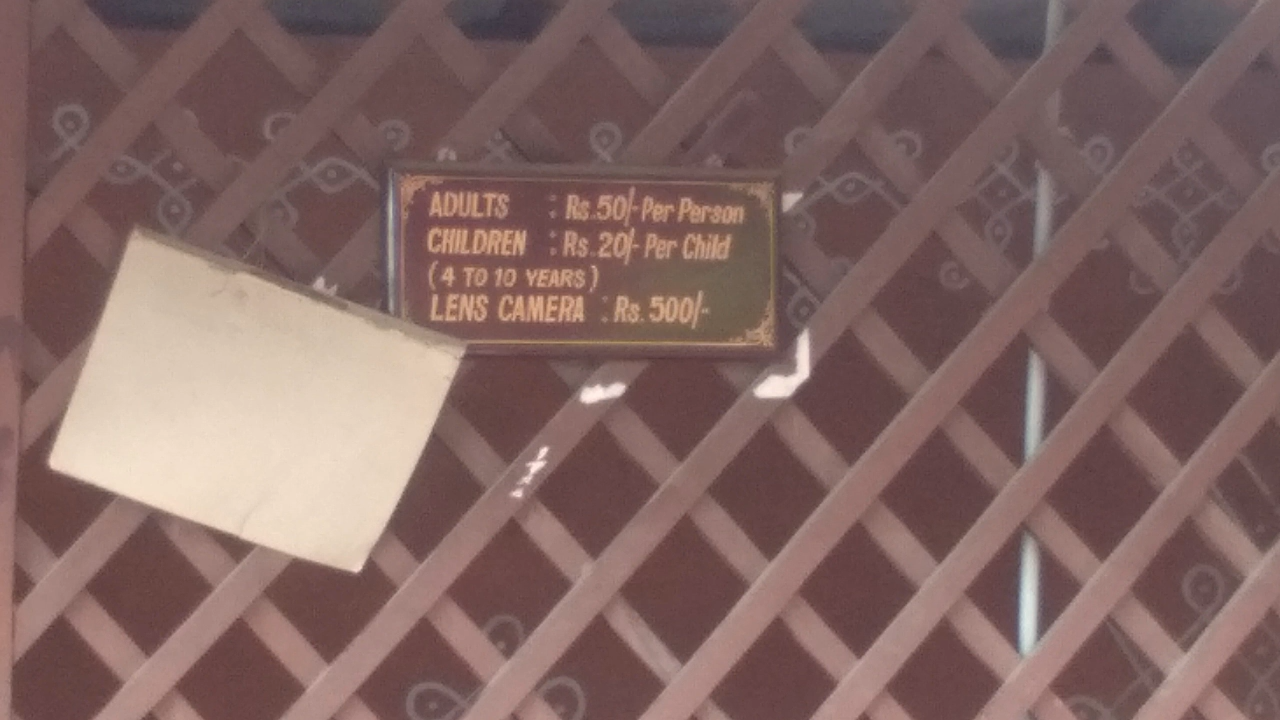 ADULTS : Rs.50/- Per Person
CHILDREN : Rs.20/- Per Child
(4 TO 10 YEARS)
LENS CAMERA : Rs.500/-